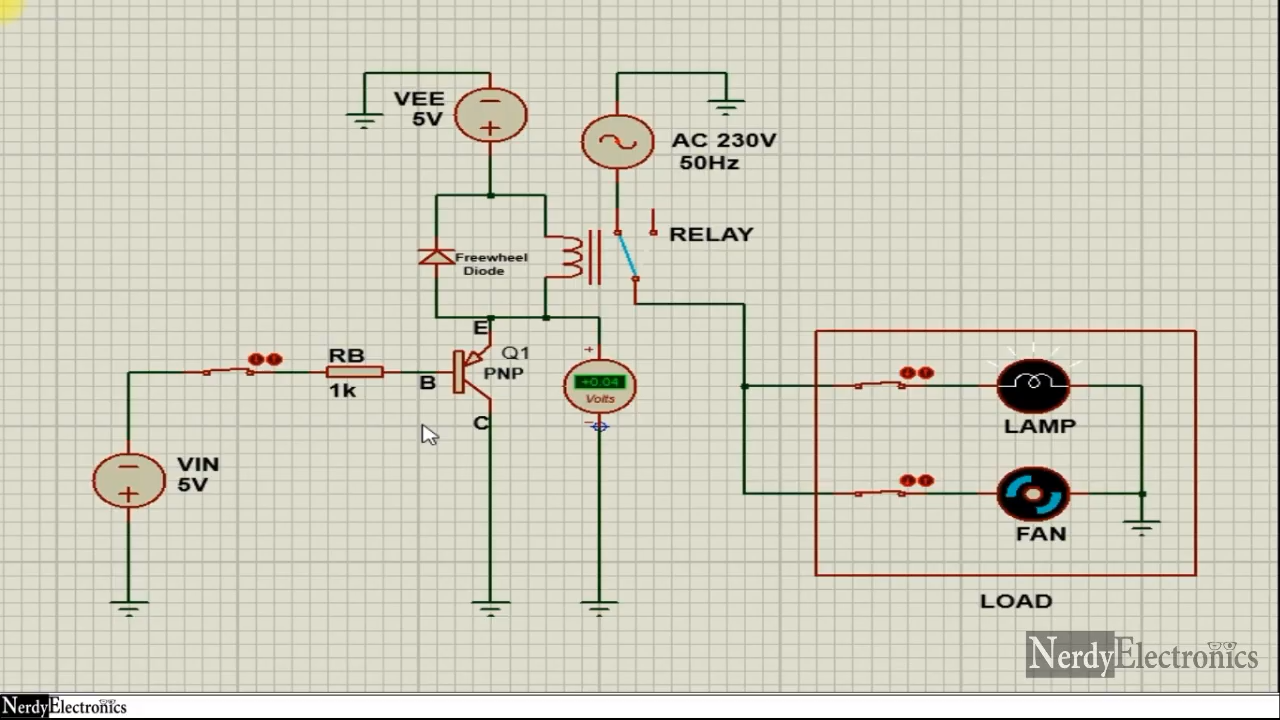 VEE
5V
AC 230V
50Hz
RELAY
Freewheel
Diode
E
Q1
PNP
RB
1k
B
C
+
+0.04
Volts
VIN
5V
LAMP
FAN
LOAD
NerdyElectronics
NerdyElectronics